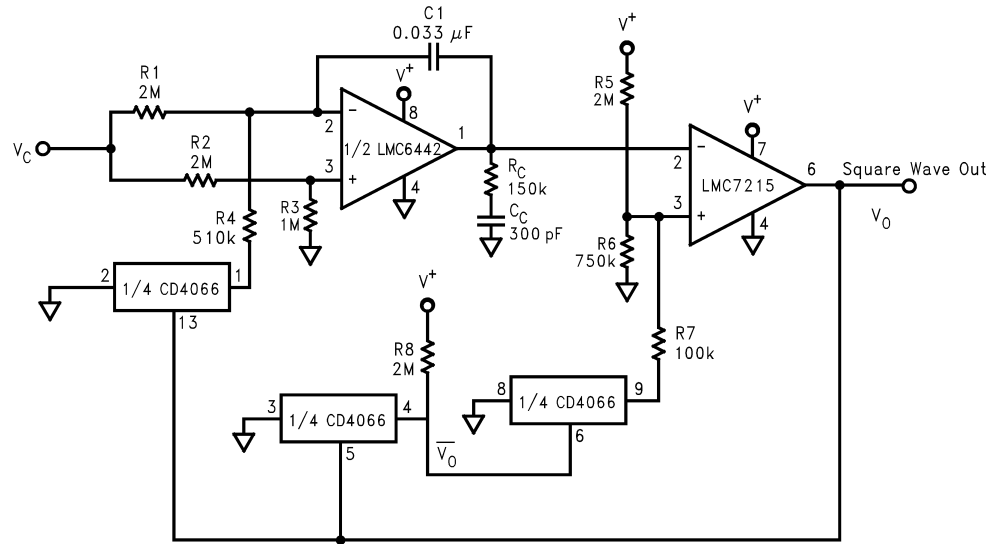 C1
0.033 μF
V+
R1
2M
V+
R5
2M
V+
8
7
2
−
1
2
−
6
Square Wave Out
VC
R2
2M
1/2 LMC6442
LMC7215
3
+
RC
150k
3
+
4
4
VO
R4
510k
R3
1M
CC
300 pF
R6
750k
2
1/4 CD4066
1
13
V+
R8
2M
R7
100k
3
1/4 CD4066
4
5
8
1/4 CD4066
9
6
V̅O